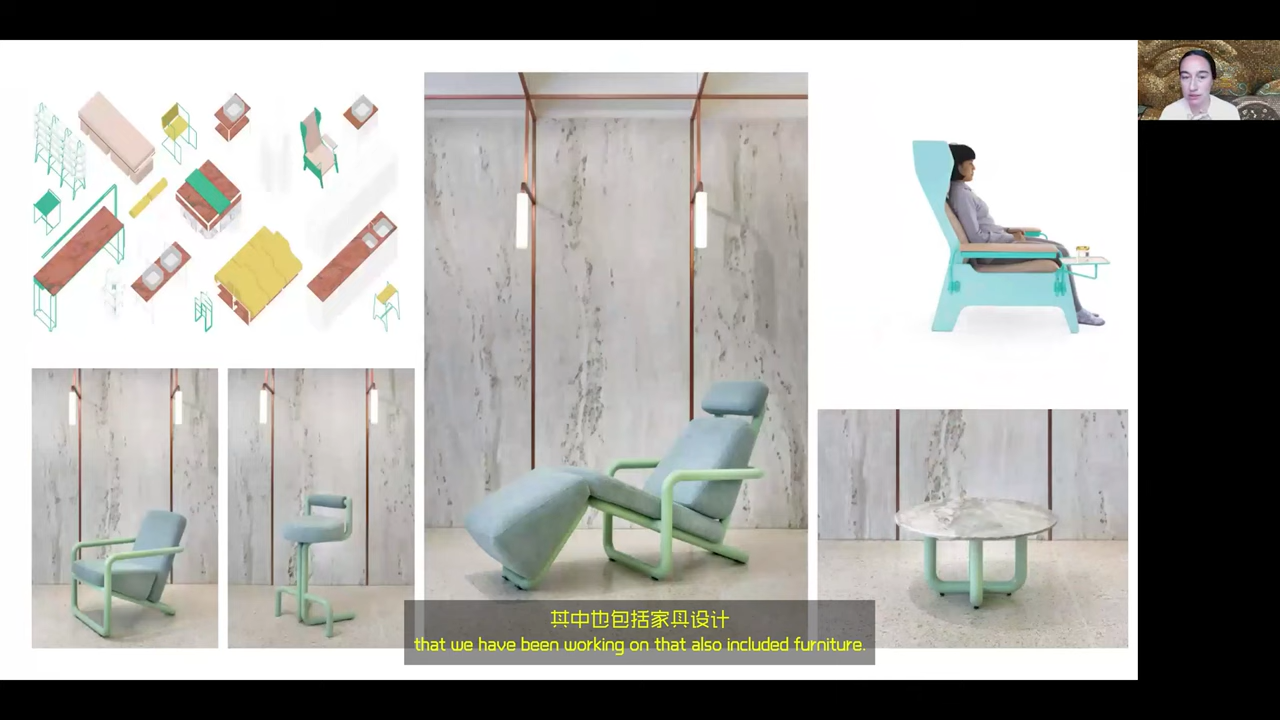 其中也包括家具设计
that we have been working on that also included furniture.